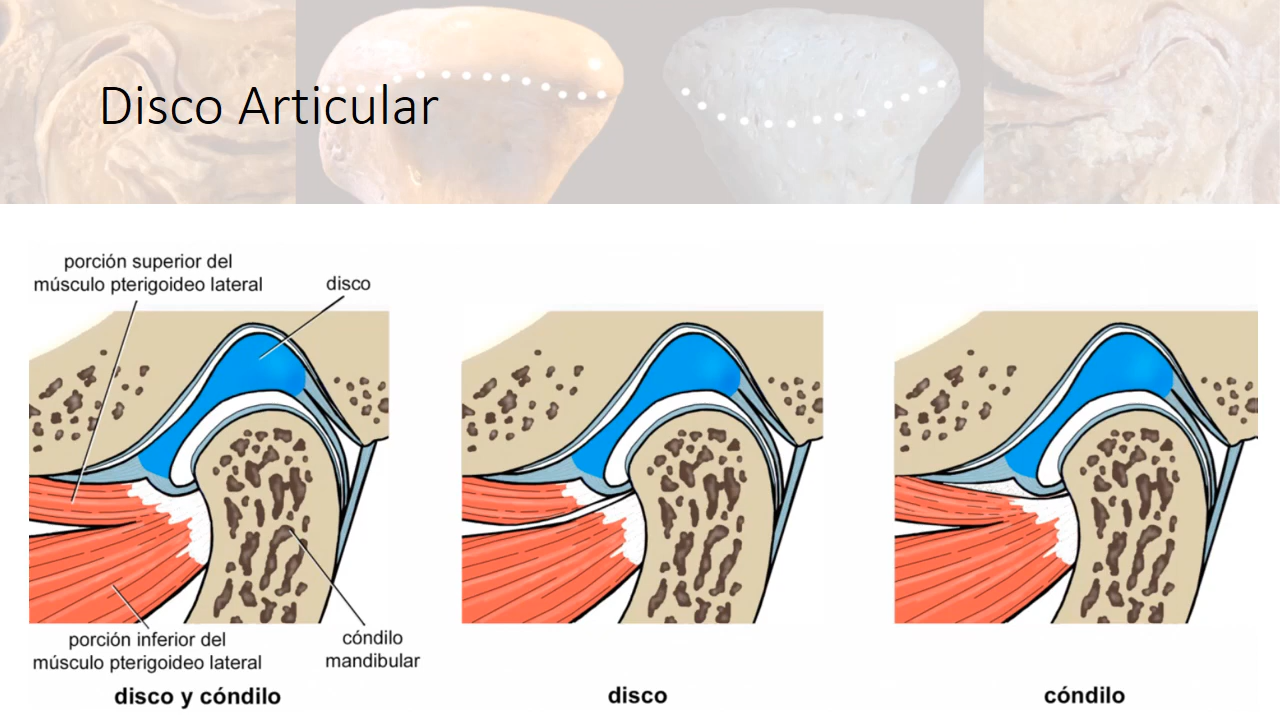 Disco Articular
porción superior del
músculo pterigoideo lateral
disco
porción inferior del
músculo pterigoideo lateral
cóndilo
mandibular
disco y cóndilo
disco
cóndilo